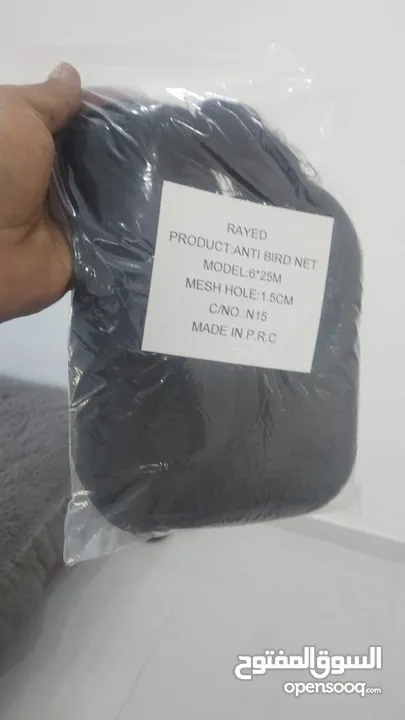 RAYED
PRODUCT:ANTI BIRD NET
MODEL:6*25M
MESH HOLE:1.5CM
C/NO.:N15
MADE IN P.R.C
السوق المفتوح
opensooq.com